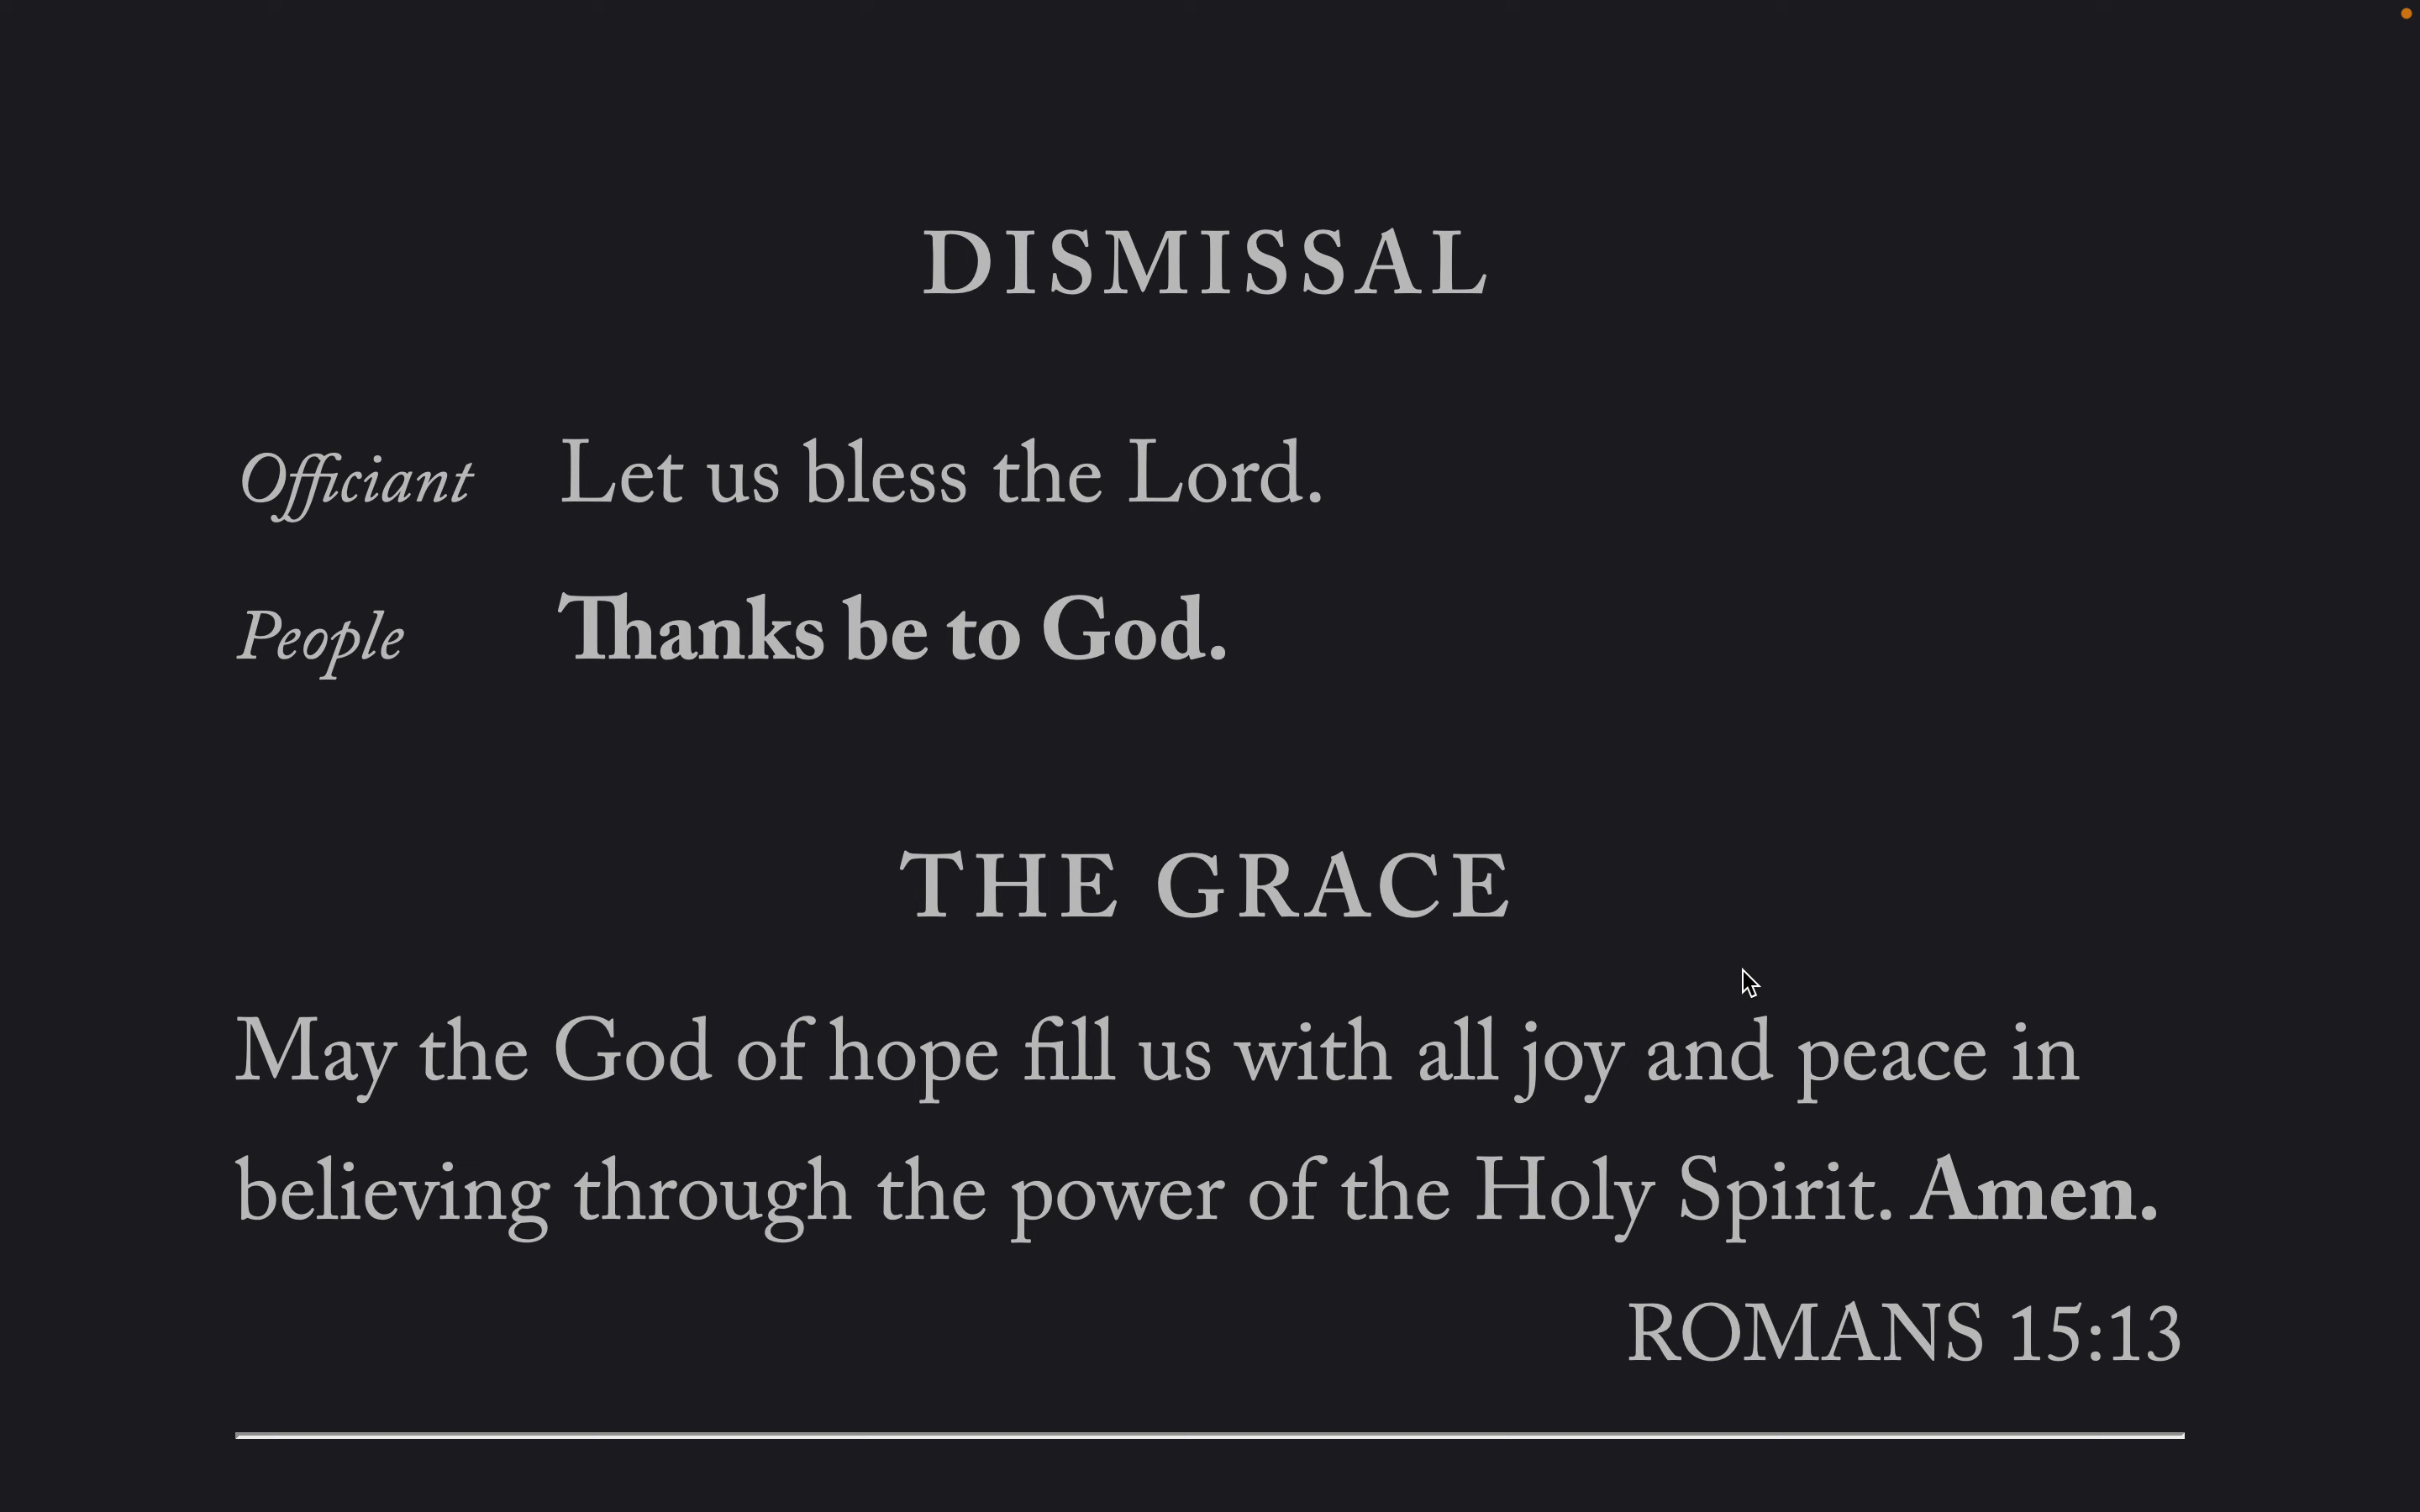 DISMISSAL
Officiant Let us bless the Lord.
People Thanks be to God.
THE GRACE
May the God of hope fill us with all joy and peace in
believing through the power of the Holy Spirit. Amen.
ROMANS 15:13